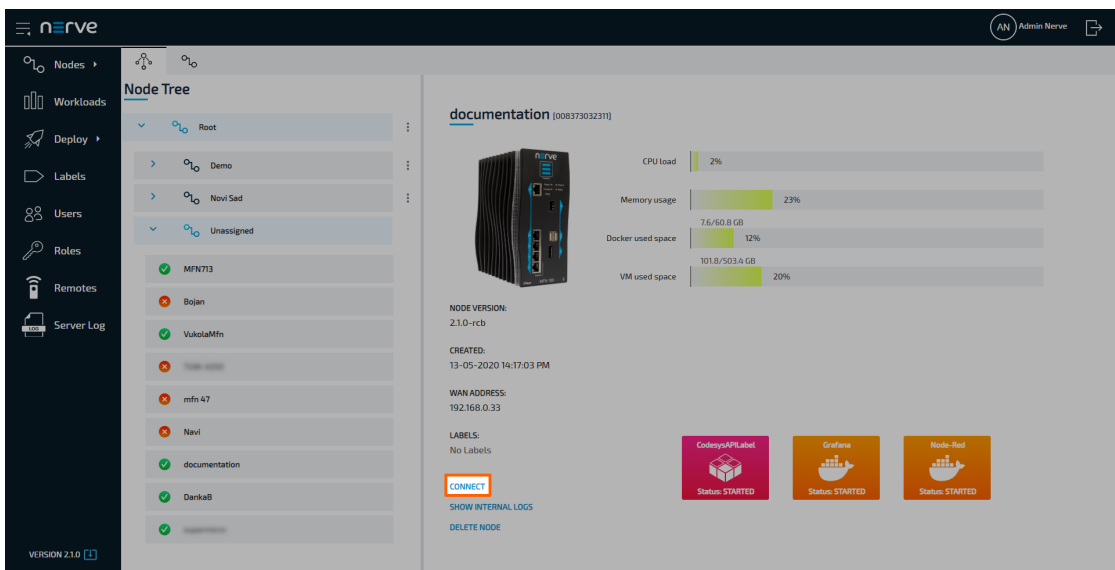 nerve
AN Admin Nerve
Nodes
Workloads
Deploy
Labels
Users
Roles
Remotes
LOG Server Log
VERSION 2.1.0
Node Tree
Root
Demo
Novi Sad
Unassigned
MFN713
Bojan
VukolaMfn
mfn 47
Navi
documentation
DankaB
documentation [008373032311]
nerve
CPU load 2%
Memory usage 23%
7.6/60.8 GB
Docker used space 12%
101.8/503.4 GB
VM used space 20%
NODE VERSION:
2.1.0-rcb
CREATED:
13-05-2020 14:17:03 PM
WAN ADDRESS:
192.168.0.33
LABELS:
No Labels
CONNECT
SHOW INTERNAL LOGS
DELETE NODE
CodesysAPILabel
Status: STARTED
Grafana
Status: STARTED
Node-Red
Status: STARTED